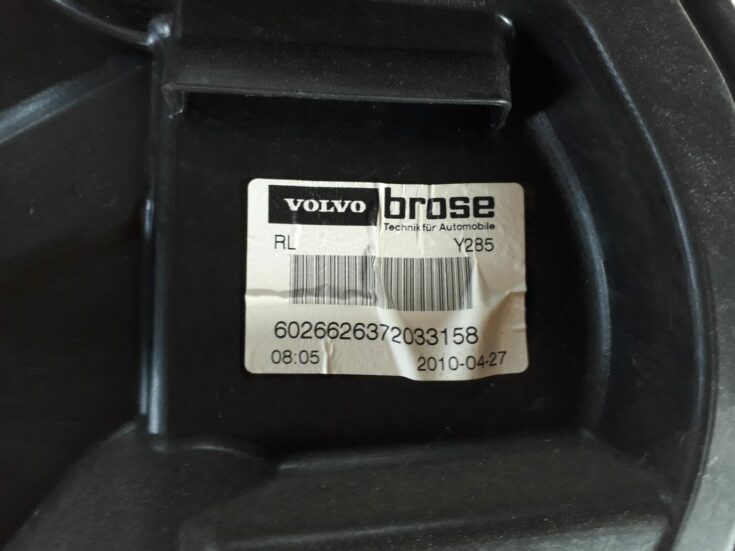 VOLVO brose
Technik für Automobile
RL Y285
6026626372033158
08:05 2010-04-27